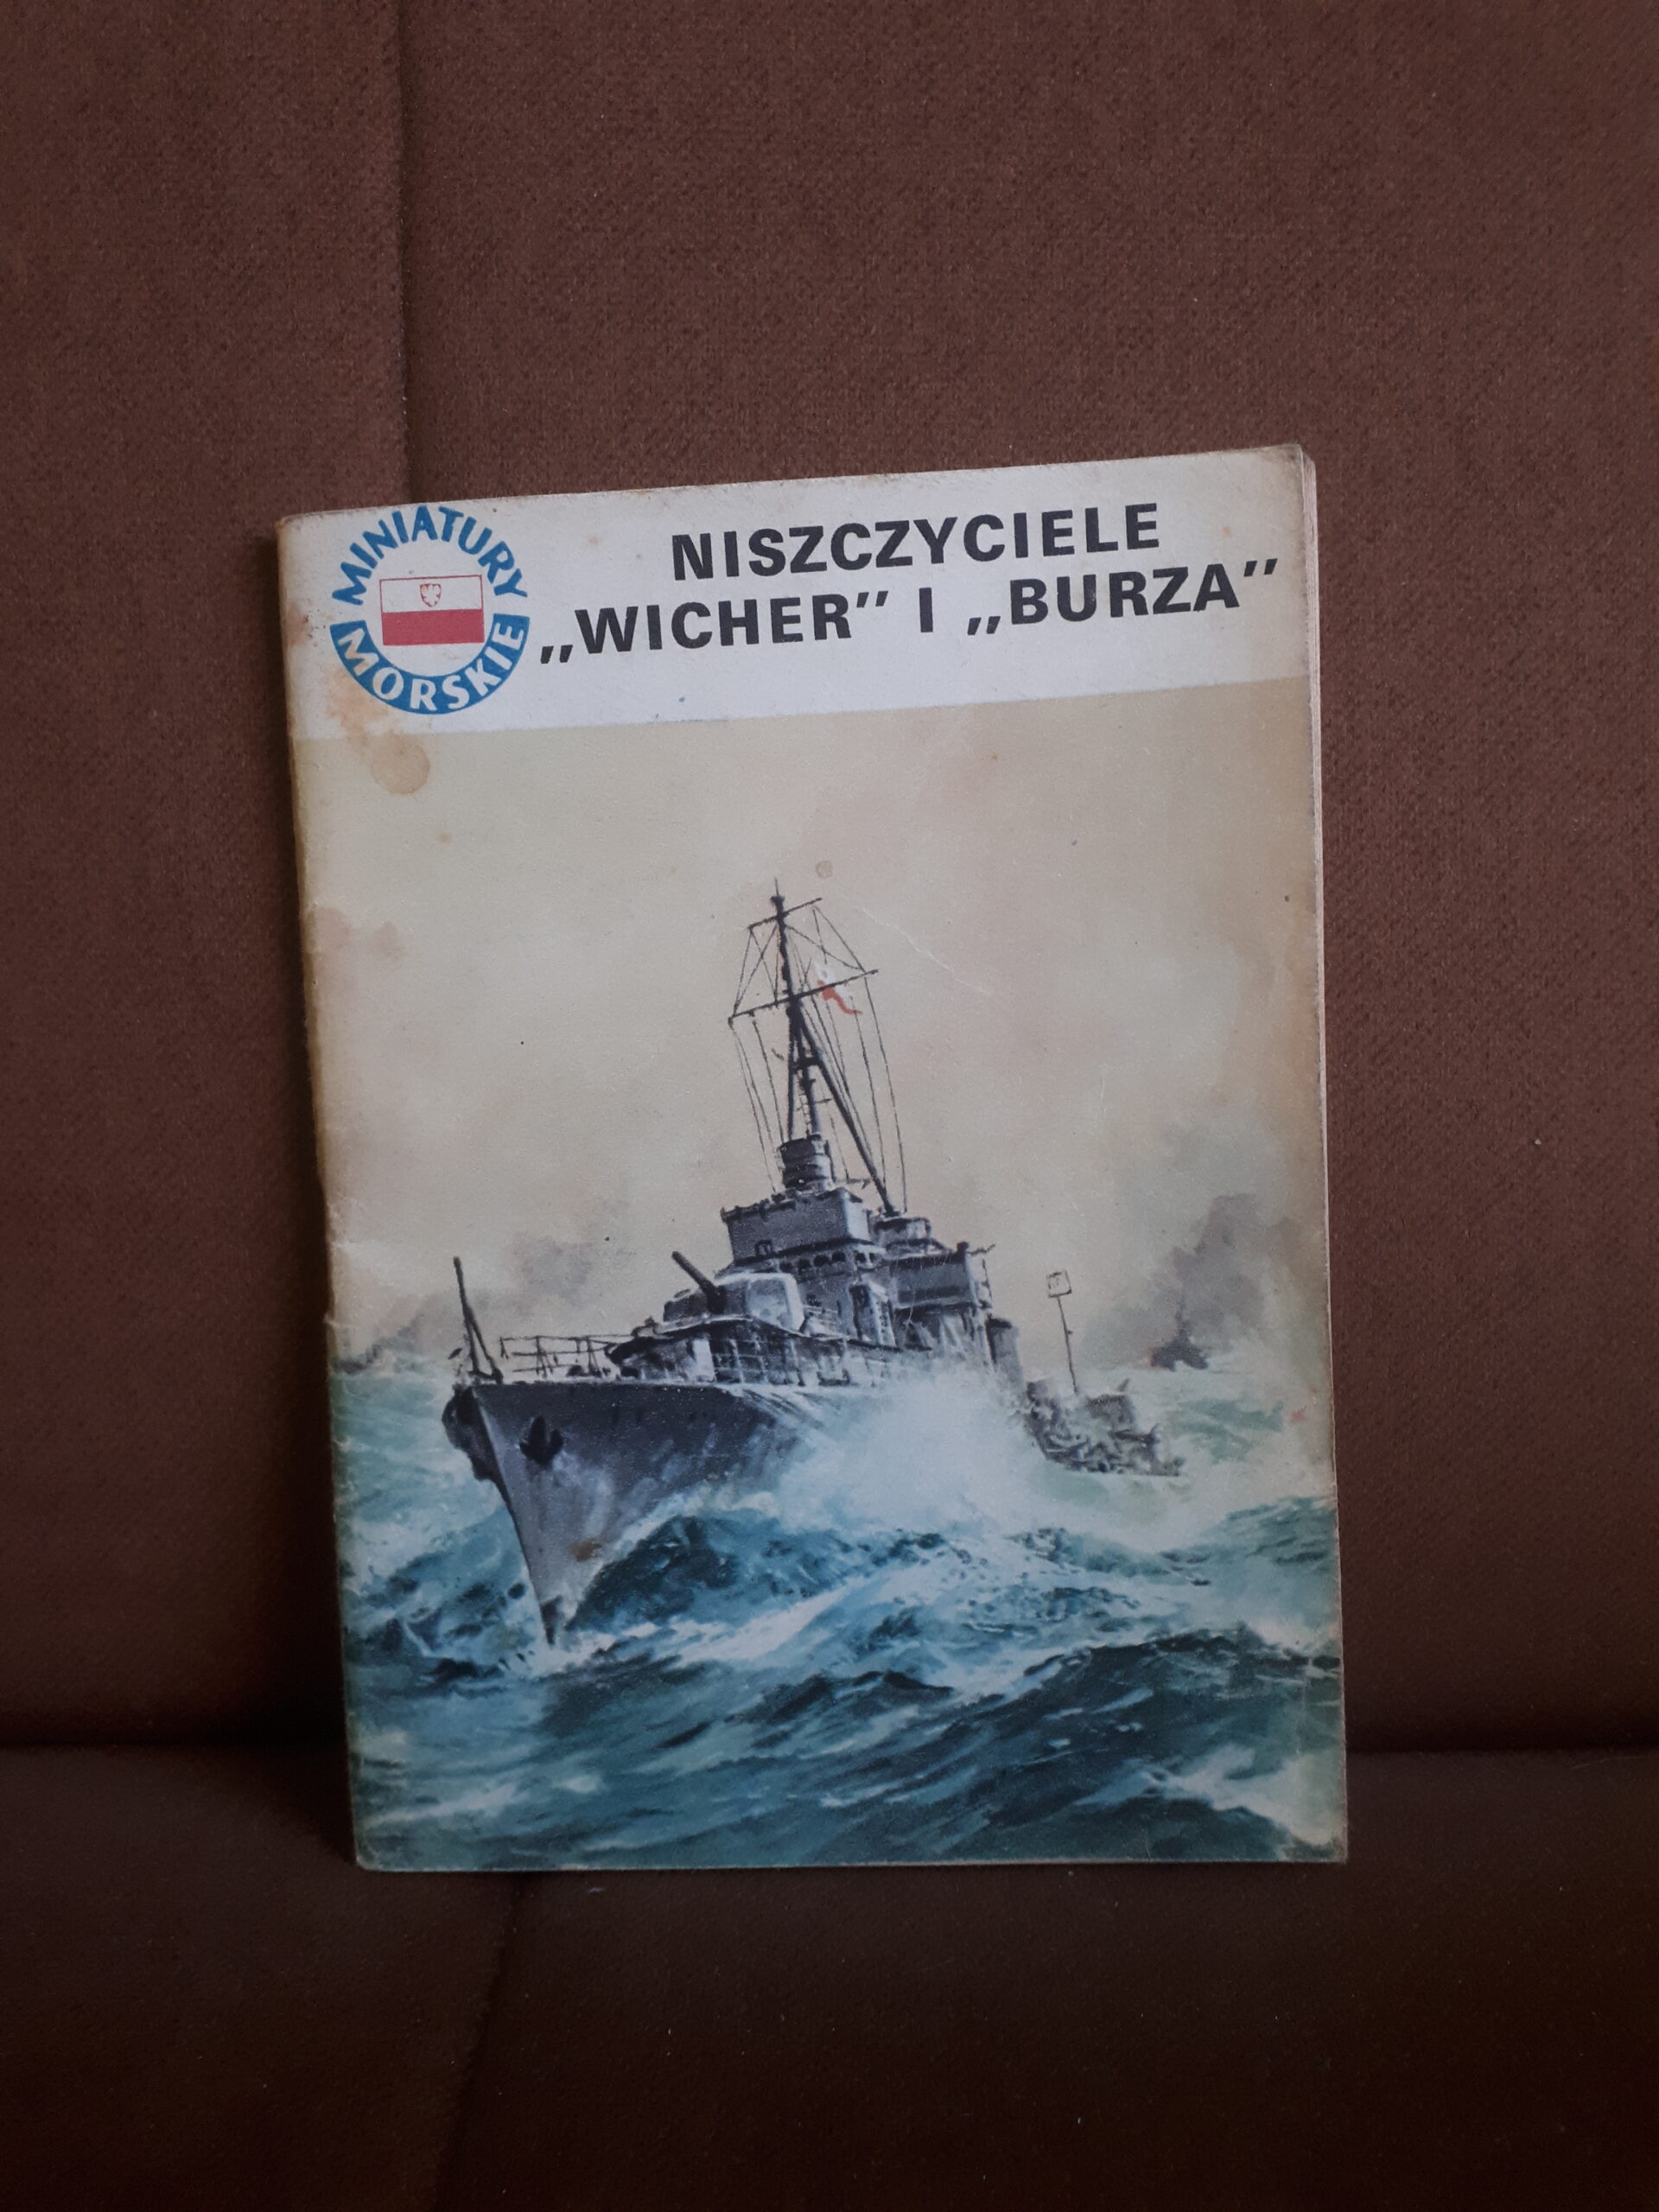 MINIATURY
MORSKIE
NISZCZYCIELE
„WICHER” I „BURZA”